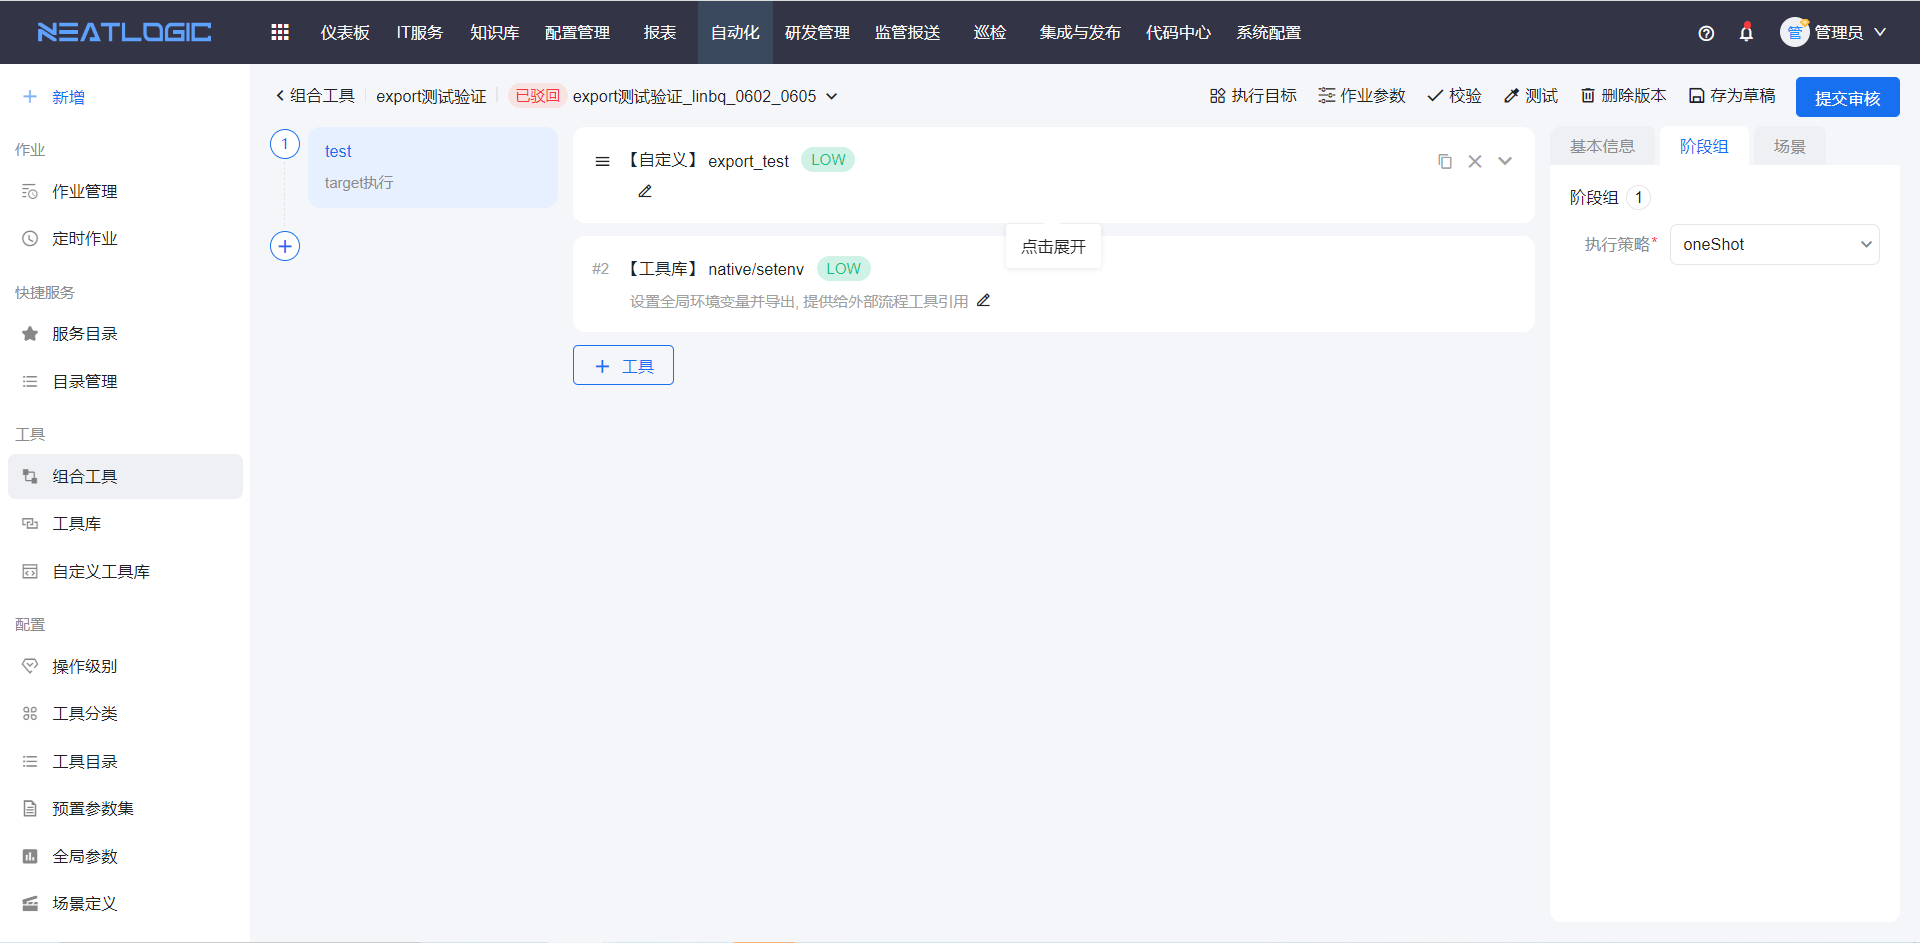 NEATLOGIC
仪表板 IT服务 知识库 配置管理 报表 自动化 研发管理 监管报送 巡检 集成与发布 代码中心 系统配置
管 管理员
新增
作业
作业管理
定时作业
快捷服务
服务目录
目录管理
工具
组合工具
工具库
自定义工具库
配置
操作级别
工具分类
工具目录
预置参数集
全局参数
场景定义
组合工具 export测试验证 已驳回 export测试验证_linbq_0602_0605
执行目标 作业参数 校验 测试 删除版本 存为草稿 提交审核
1 test
target执行
【自定义】 export_test LOW
点击展开
#2 【工具库】 native/setenv LOW
设置全局环境变量并导出, 提供给外部流程工具引用
工具
基本信息 阶段组 场景
阶段组 1
执行策略* oneShot